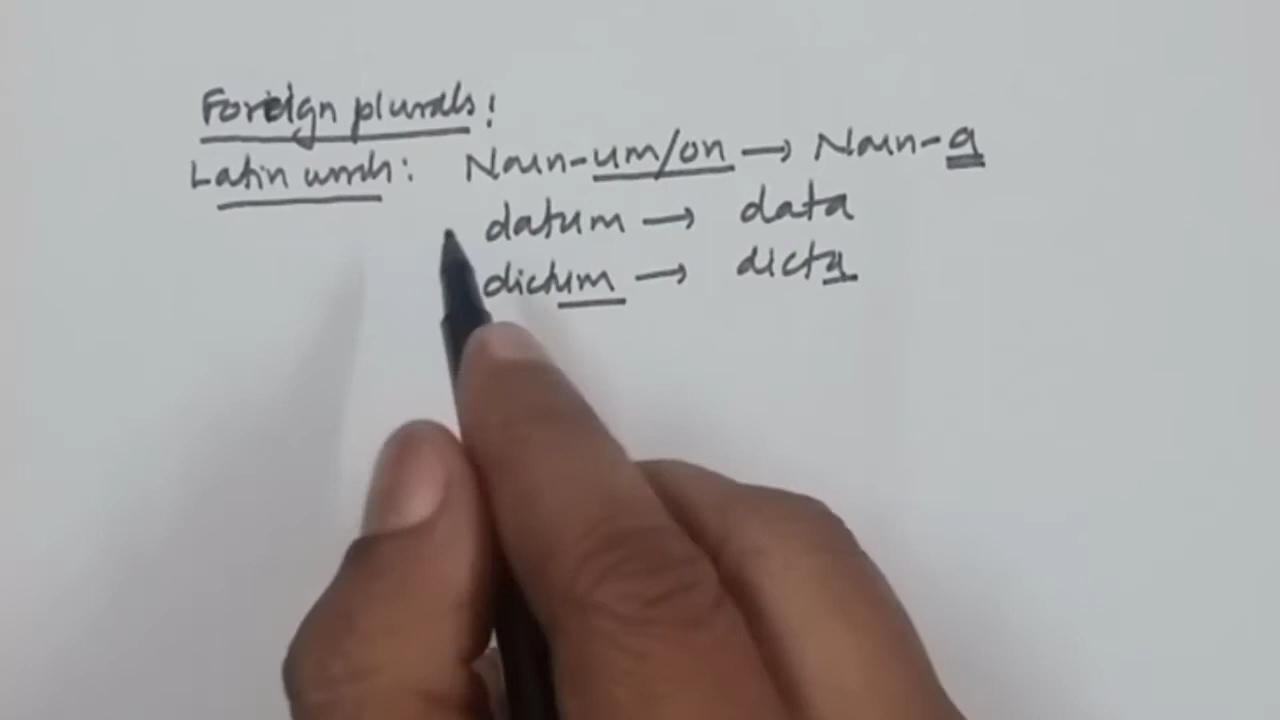 Foreign plurals:
Latin words: Noun-um/on → Noun-a
datum → data
dictum → dicta